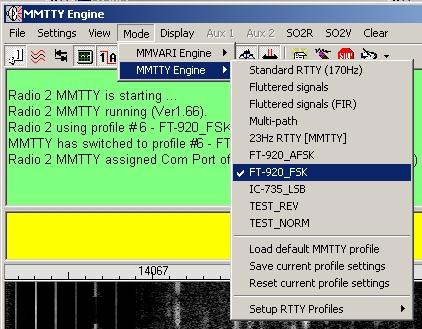 MMTTY Engine
File Settings View Mode Display Aux 1 Aux 2 SO2R SO2V Clear
MMVARI Engine
MMTTY Engine
Standard RTTY (170Hz)
Fluttered signals
Fluttered signals (FIR)
Multi-path
23Hz RTTY [MMTTY]
FT-920_AFSK
FT-920_FSK
IC-735_LSB
TEST_REV
TEST_NORM
Load default MMTTY profile
Save current profile settings
Reset current profile settings
Setup RTTY Profiles
Radio 2 MMTTY is starting ...
Radio 2 MMTTY running (Ver1.66).
Radio 2 using profile #6 - FT-920_FSK
MMTTY has switched to profile #6 - FT
Radio 2 MMTTY assigned Com Port of
14067